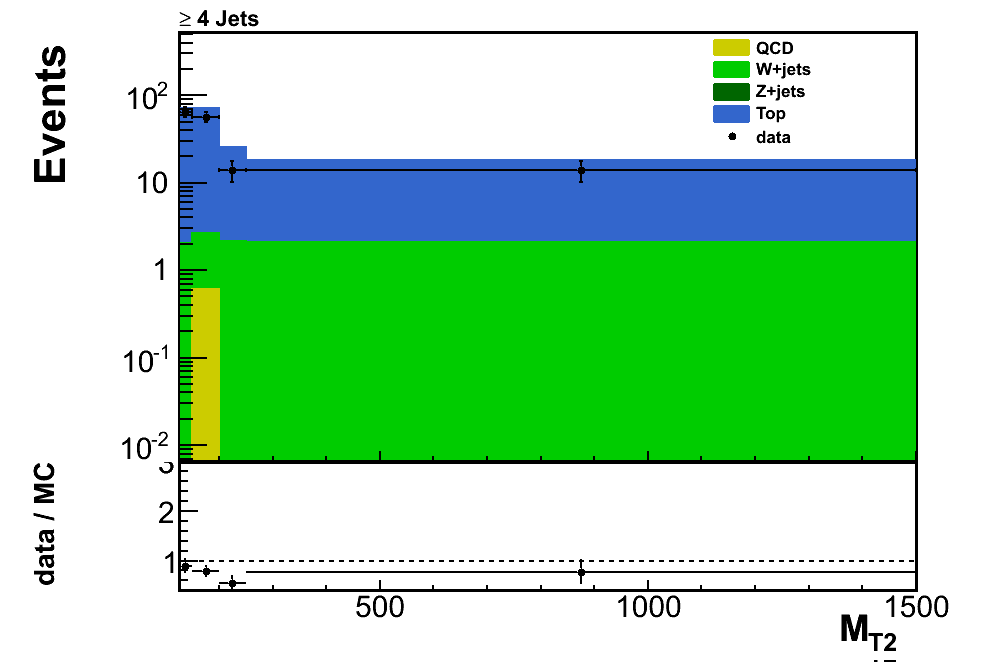 ≥ 4 Jets
Events
10²
10
1
10⁻¹
10⁻²
QCD
W+jets
Z+jets
Top
data
data / MC
3
2
1
500
1000
1500
M_T2